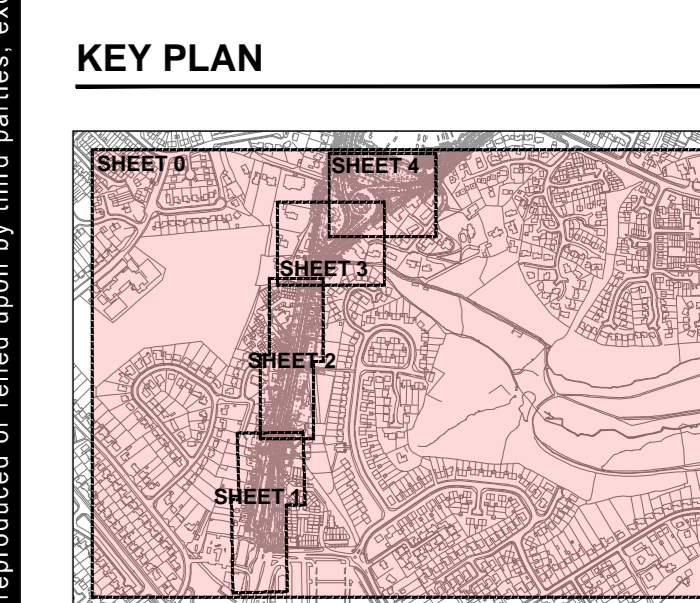 KEY PLAN
SHEET 0
SHEET 4
SHEET 3
SHEET 2
SHEET 1
reproduced or relied upon by third parties,